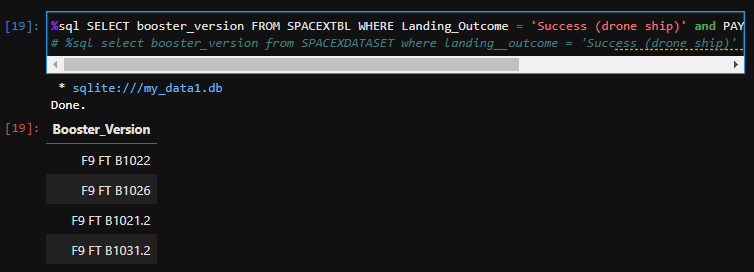 [19]: %sql SELECT booster_version FROM SPACEXTBL WHERE Landing_Outcome = 'Success (drone ship)' and PAY
# %sql select booster_version from SPACEXDATASET where landing__outcome = 'Success (drone ship)'
* sqlite:///my_data1.db
Done.
[19]: Booster_Version
F9 FT B1022
F9 FT B1026
F9 FT B1021.2
F9 FT B1031.2